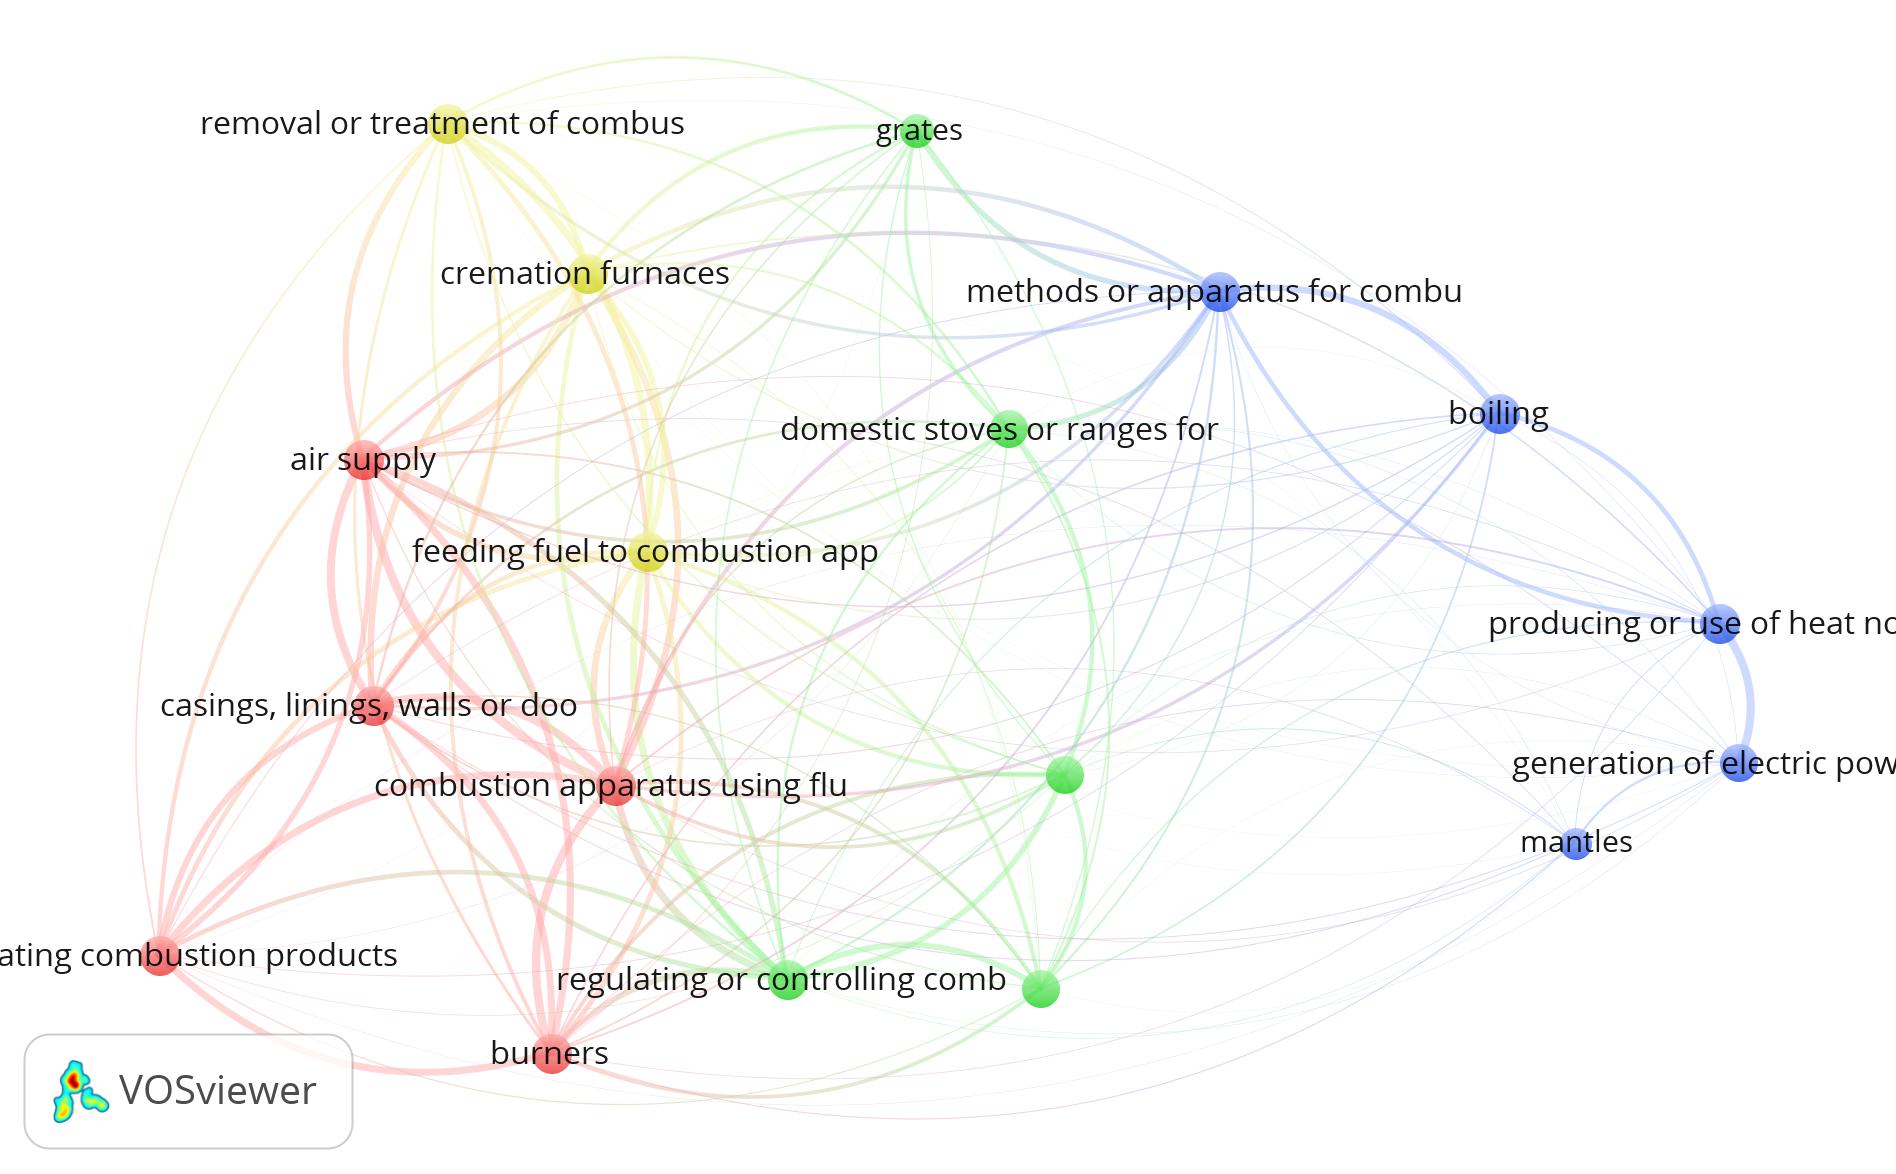 removal or treatment of combus
grates
cremation furnaces
methods or apparatus for combu
boiling
domestic stoves or ranges for
air supply
feeding fuel to combustion app
producing or use of heat no
casings, linings, walls or doo
generation of electric pow
combustion apparatus using flu
mantles
ating combustion products
regulating or controlling comb
burners
VOSviewer